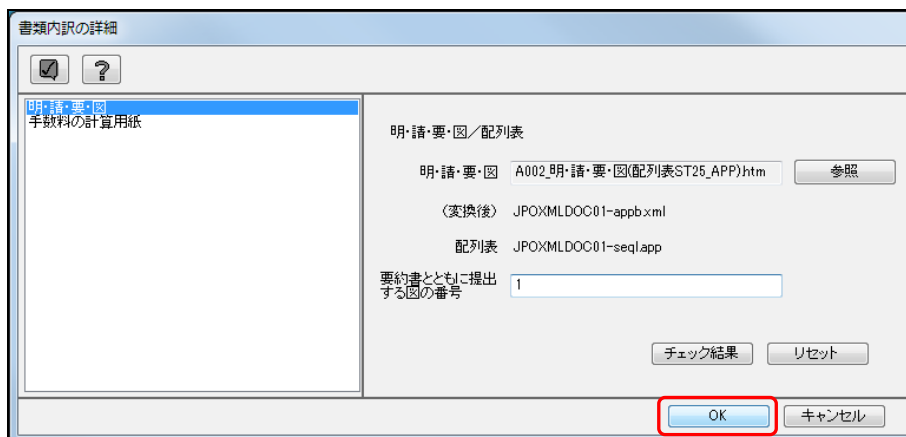 書類内訳の詳細
?
明・請・要・図
手数料の計算用紙
明・請・要・図／配列表
明・請・要・図 A002_明・請・要・図(配列表ST25_APP).htm 参照
(変換後) JPOXMLDOC01-appb.xml
配列表 JPOXMLDOC01-seql.app
要約書とともに提出
する図の番号 1
チェック結果 リセット
OK キャンセル